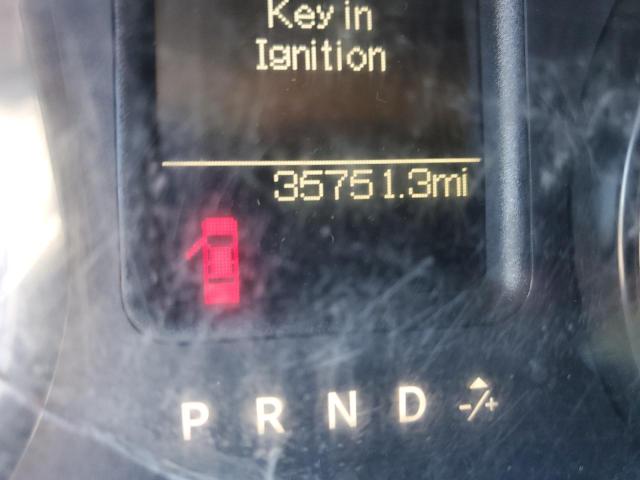 Key in
Ignition
35751.3mi
P R N D -/+